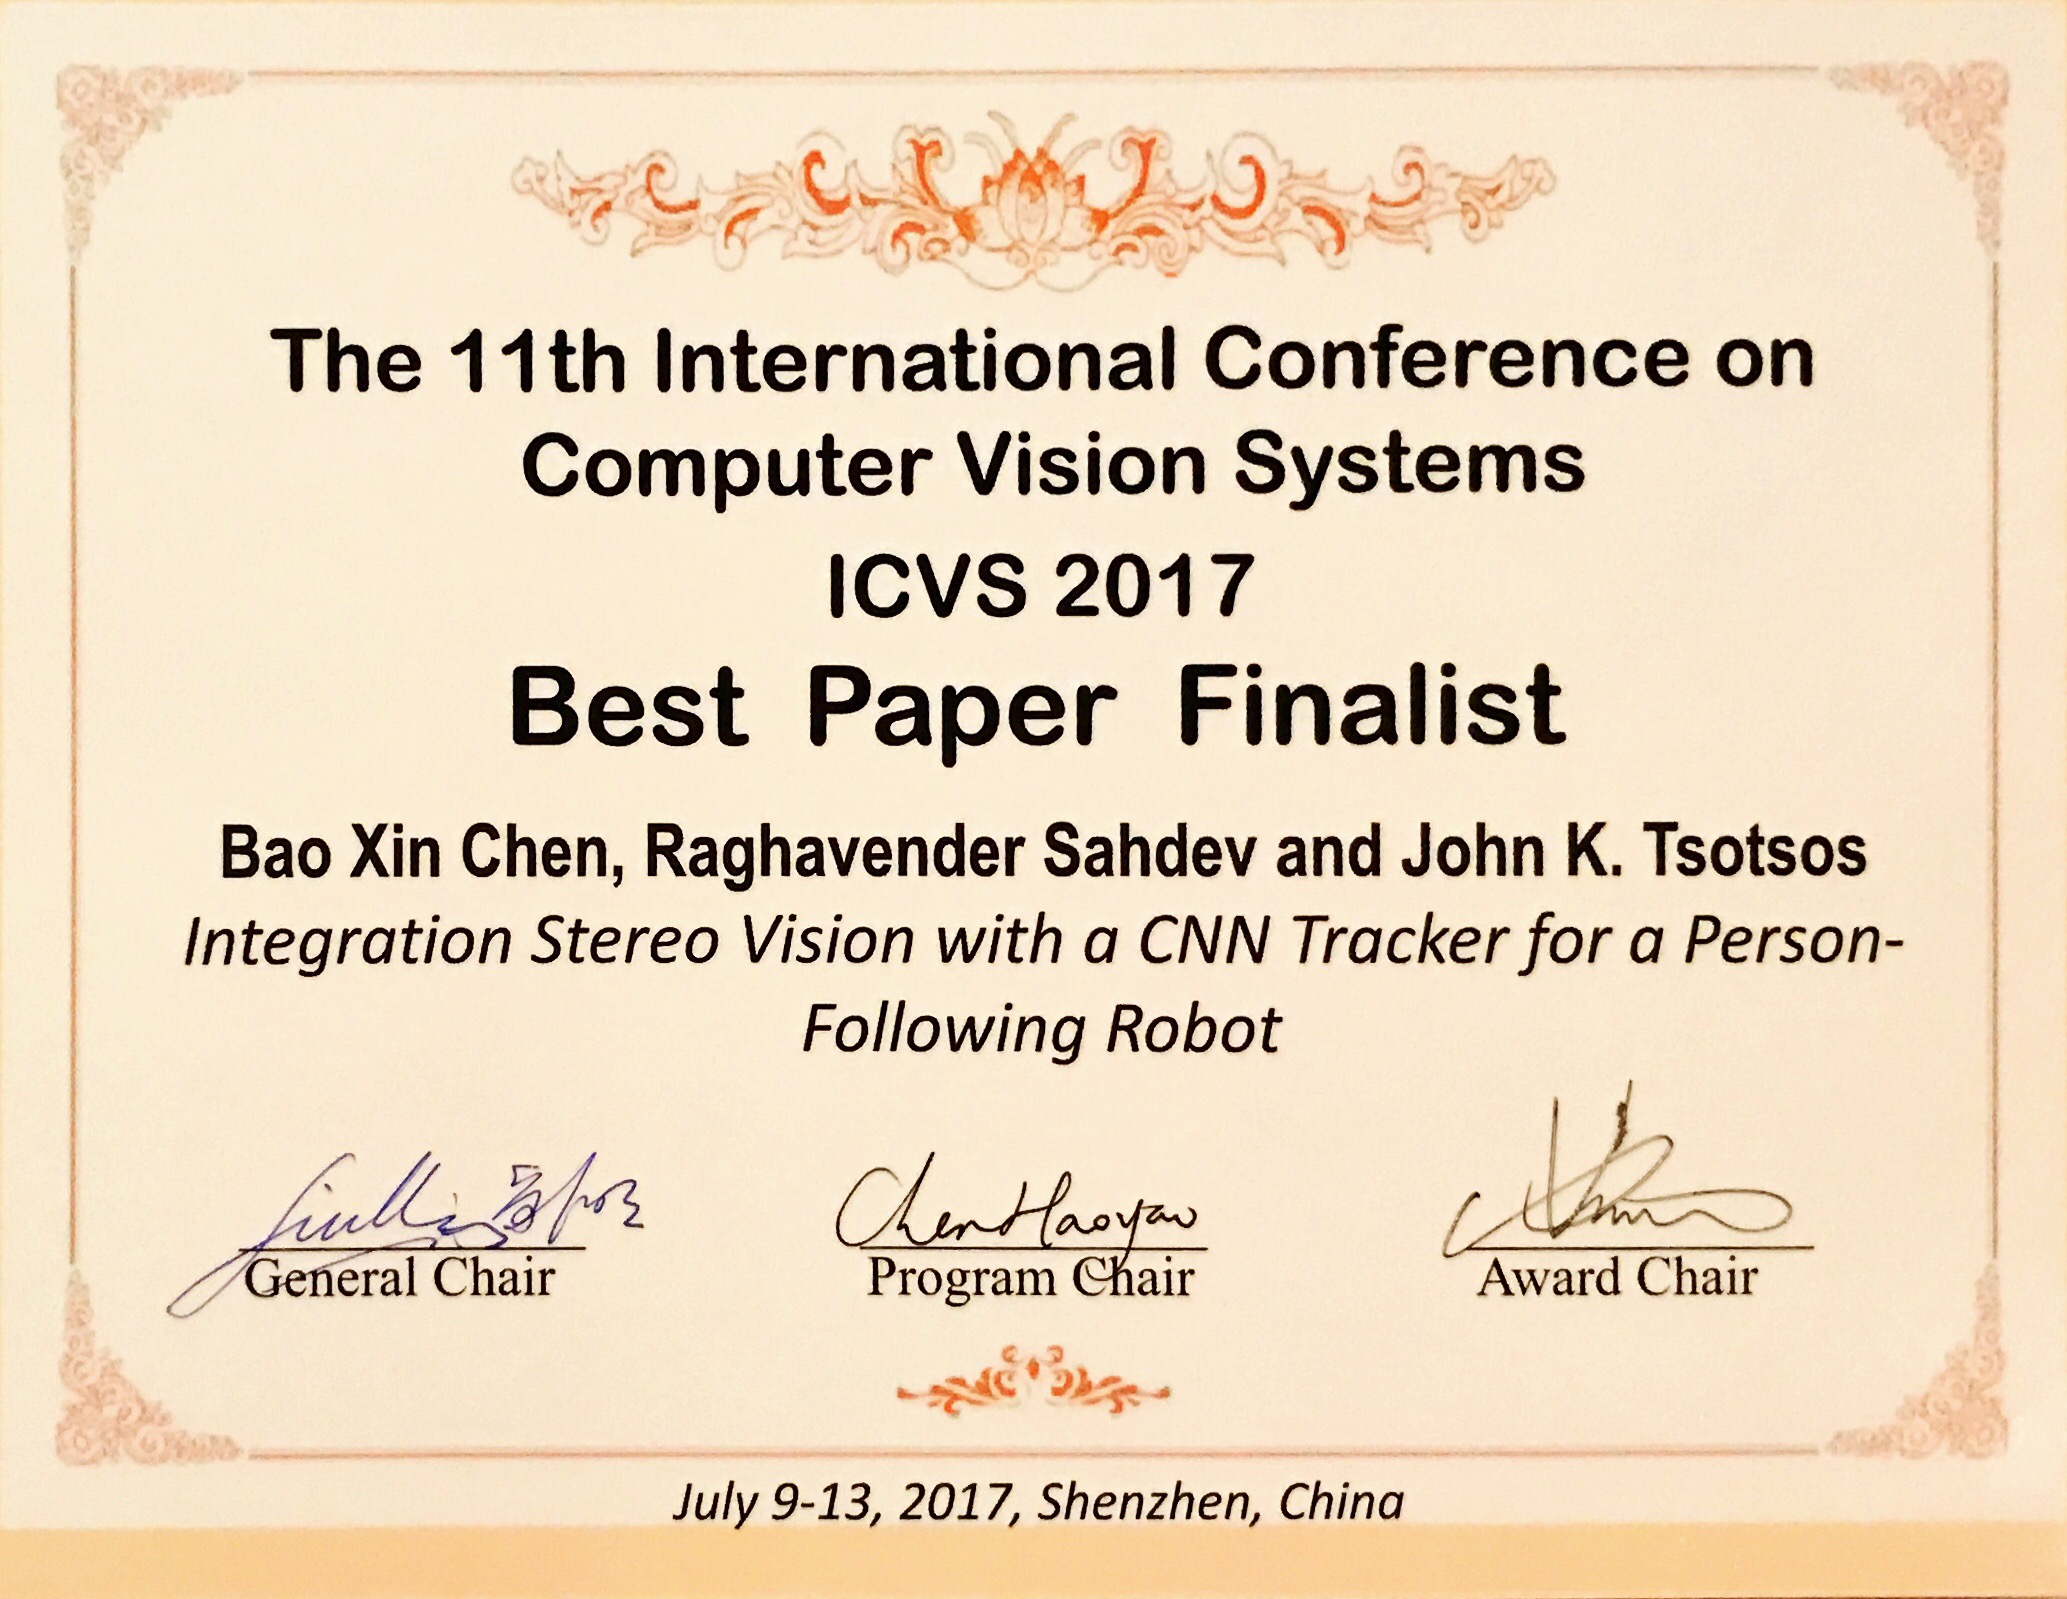 The 11th International Conference on
Computer Vision Systems
ICVS 2017
Best Paper Finalist
Bao Xin Chen, Raghavender Sahdev and John K. Tsotsos
Integration Stereo Vision with a CNN Tracker for a Person-
Following Robot
Chen Haoyao
General Chair Program Chair Award Chair
July 9-13, 2017, Shenzhen, China